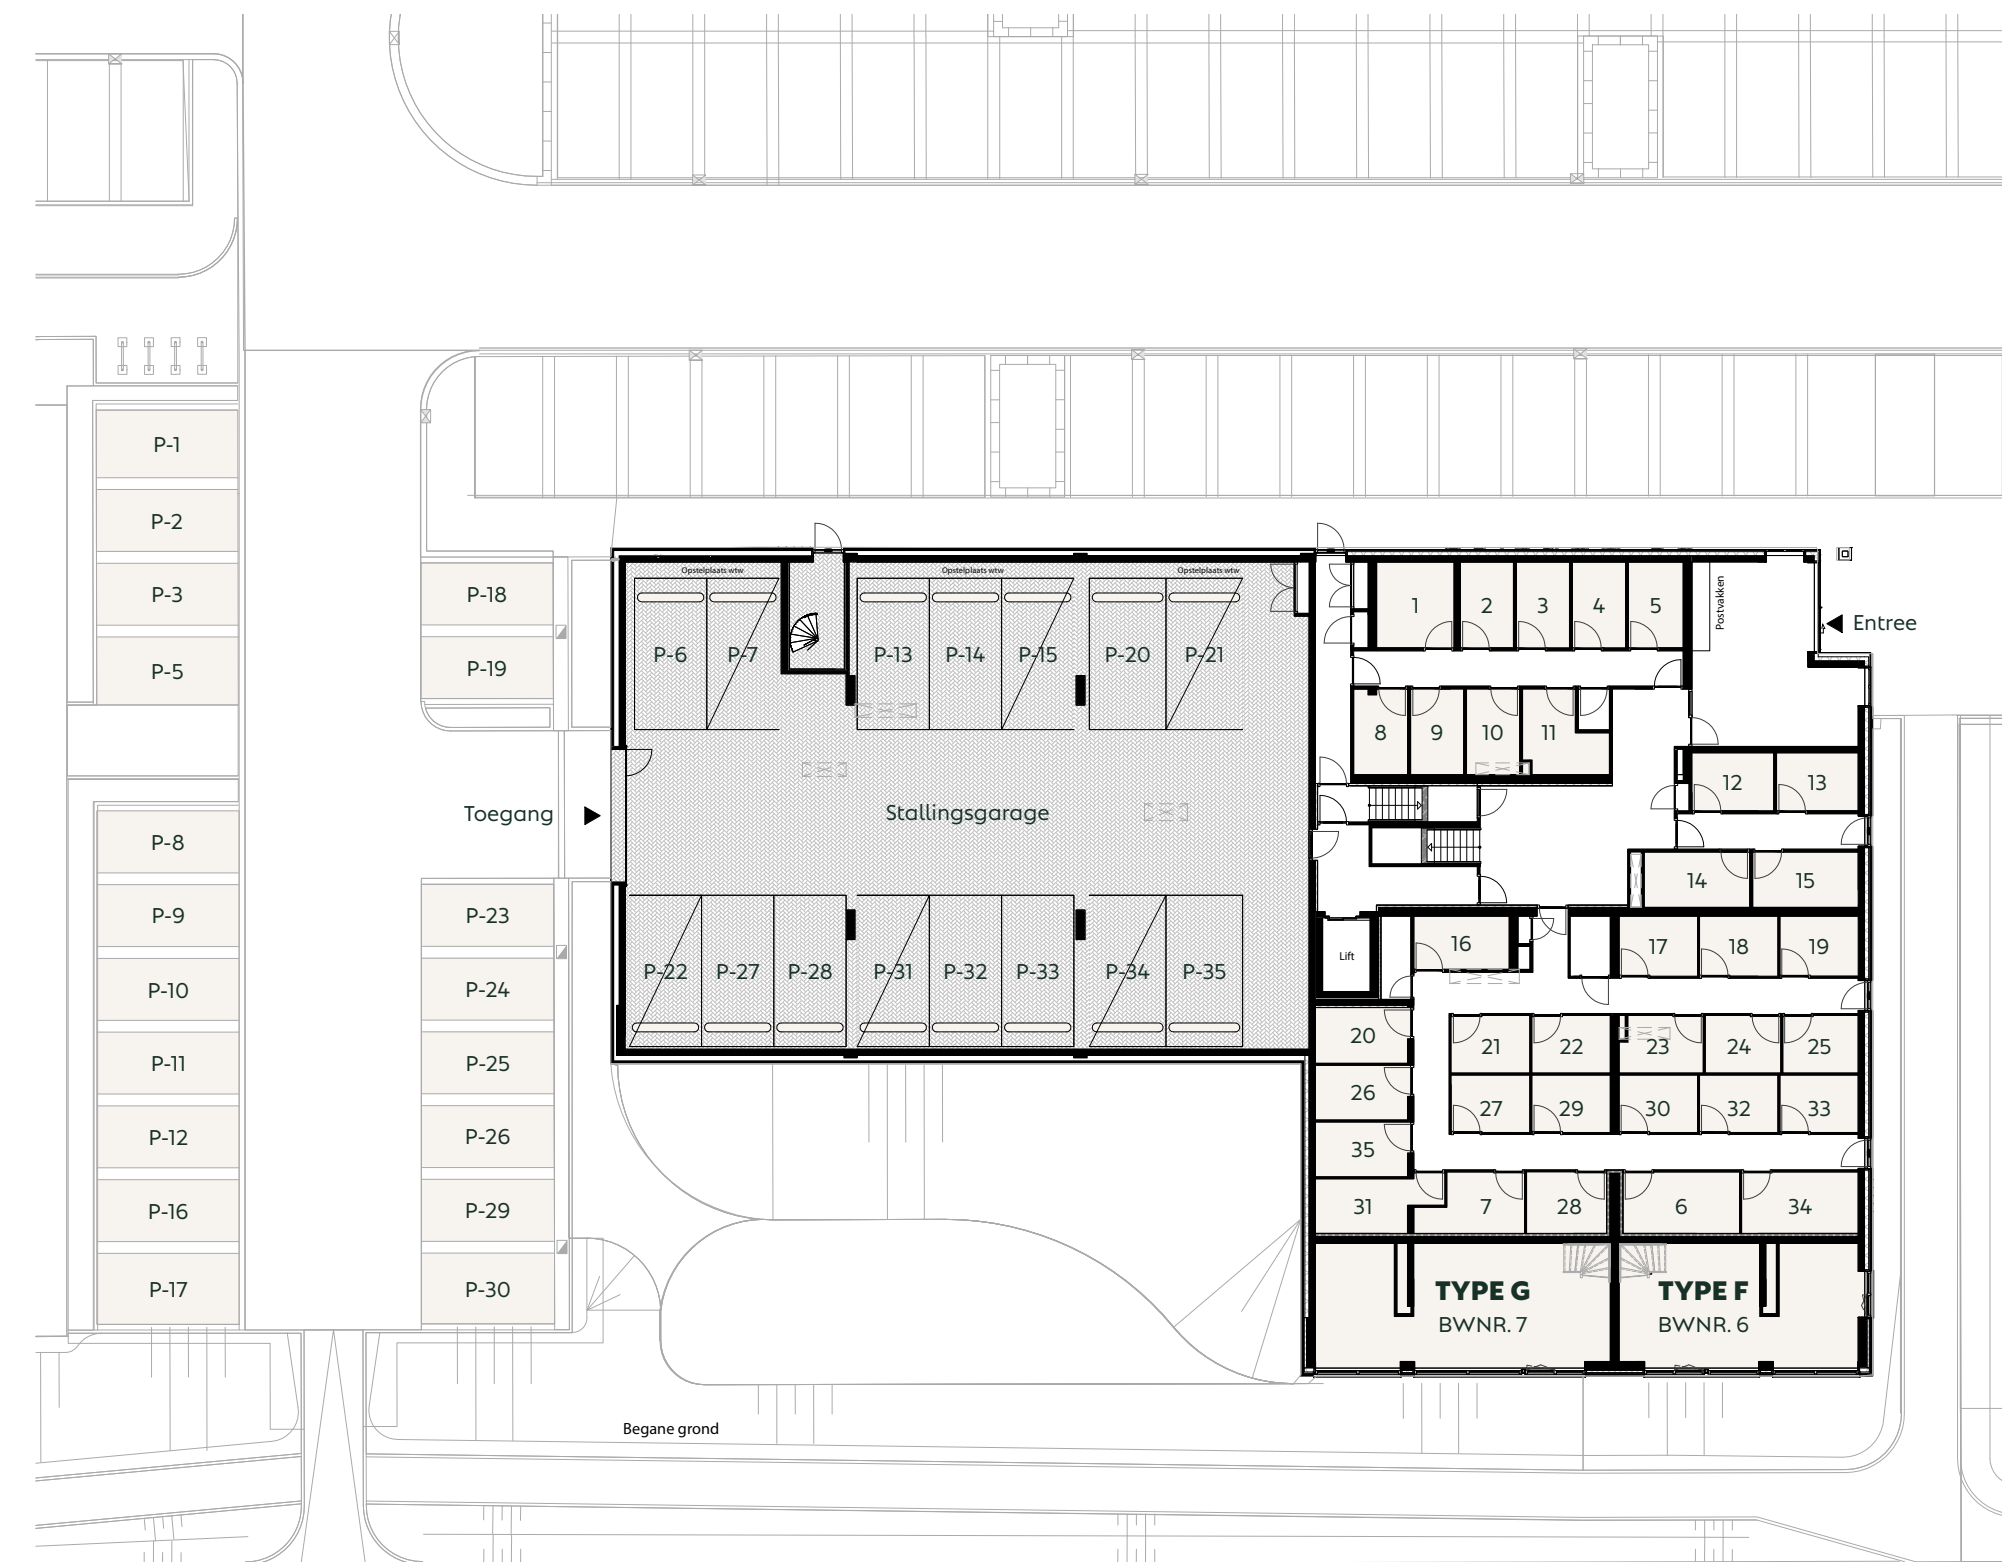 P-1
P-2
P-3
P-5
P-8
P-9
P-10
P-11
P-12
P-16
P-17
P-18
P-19
Toegang
P-23
P-24
P-25
P-26
P-29
P-30
Opstelplaats wtw
Opstelplaats wtw
Opstelplaats wtw
P-6
P-7
P-13
P-14
P-15
P-20
P-21
Stallingsgarage
P-22
P-27
P-28
P-31
P-32
P-33
P-34
P-35
1
2
3
4
5
Postvakken
Entree
8
9
10
11
12
13
14
15
Lift
16
17
18
19
20
21
22
23
24
25
26
27
29
30
32
33
35
31
7
28
6
34
TYPE G
BWNR. 7
TYPE F
BWNR. 6
Begane grond